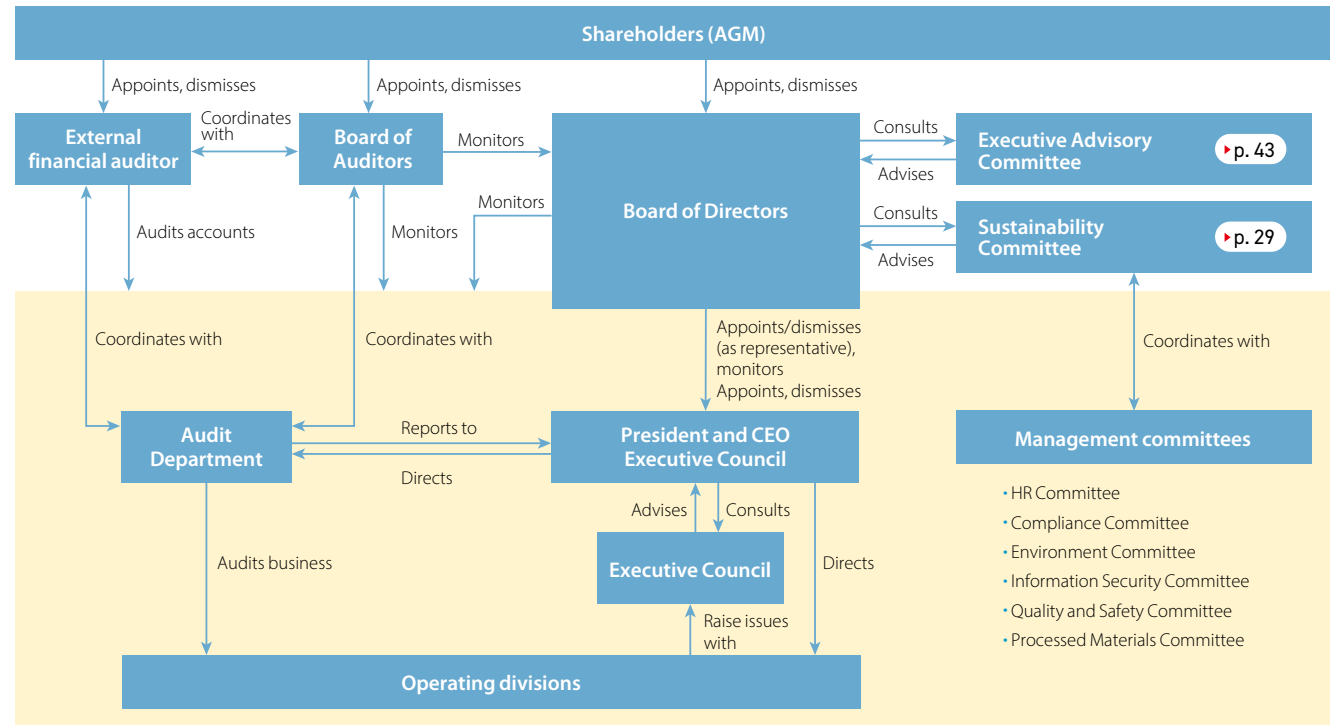 Shareholders (AGM)
Appoints, dismisses
Appoints, dismisses
Appoints, dismisses
External
financial auditor
Coordinates
with
Board of
Auditors
Monitors
Board of Directors
Consults
Advises
Executive Advisory
Committee
p. 43
Monitors
Consults
Advises
Sustainability
Committee
p. 29
Audits accounts
Monitors
Coordinates with
Coordinates with
Appoints/dismisses
(as representative),
monitors
Appoints, dismisses
Coordinates with
Audit
Department
Reports to
Directs
President and CEO
Executive Council
Management committees
• HR Committee
• Compliance Committee
• Environment Committee
• Information Security Committee
• Quality and Safety Committee
• Processed Materials Committee
Advises
Consults
Audits business
Executive Council
Directs
Raise issues
with
Operating divisions